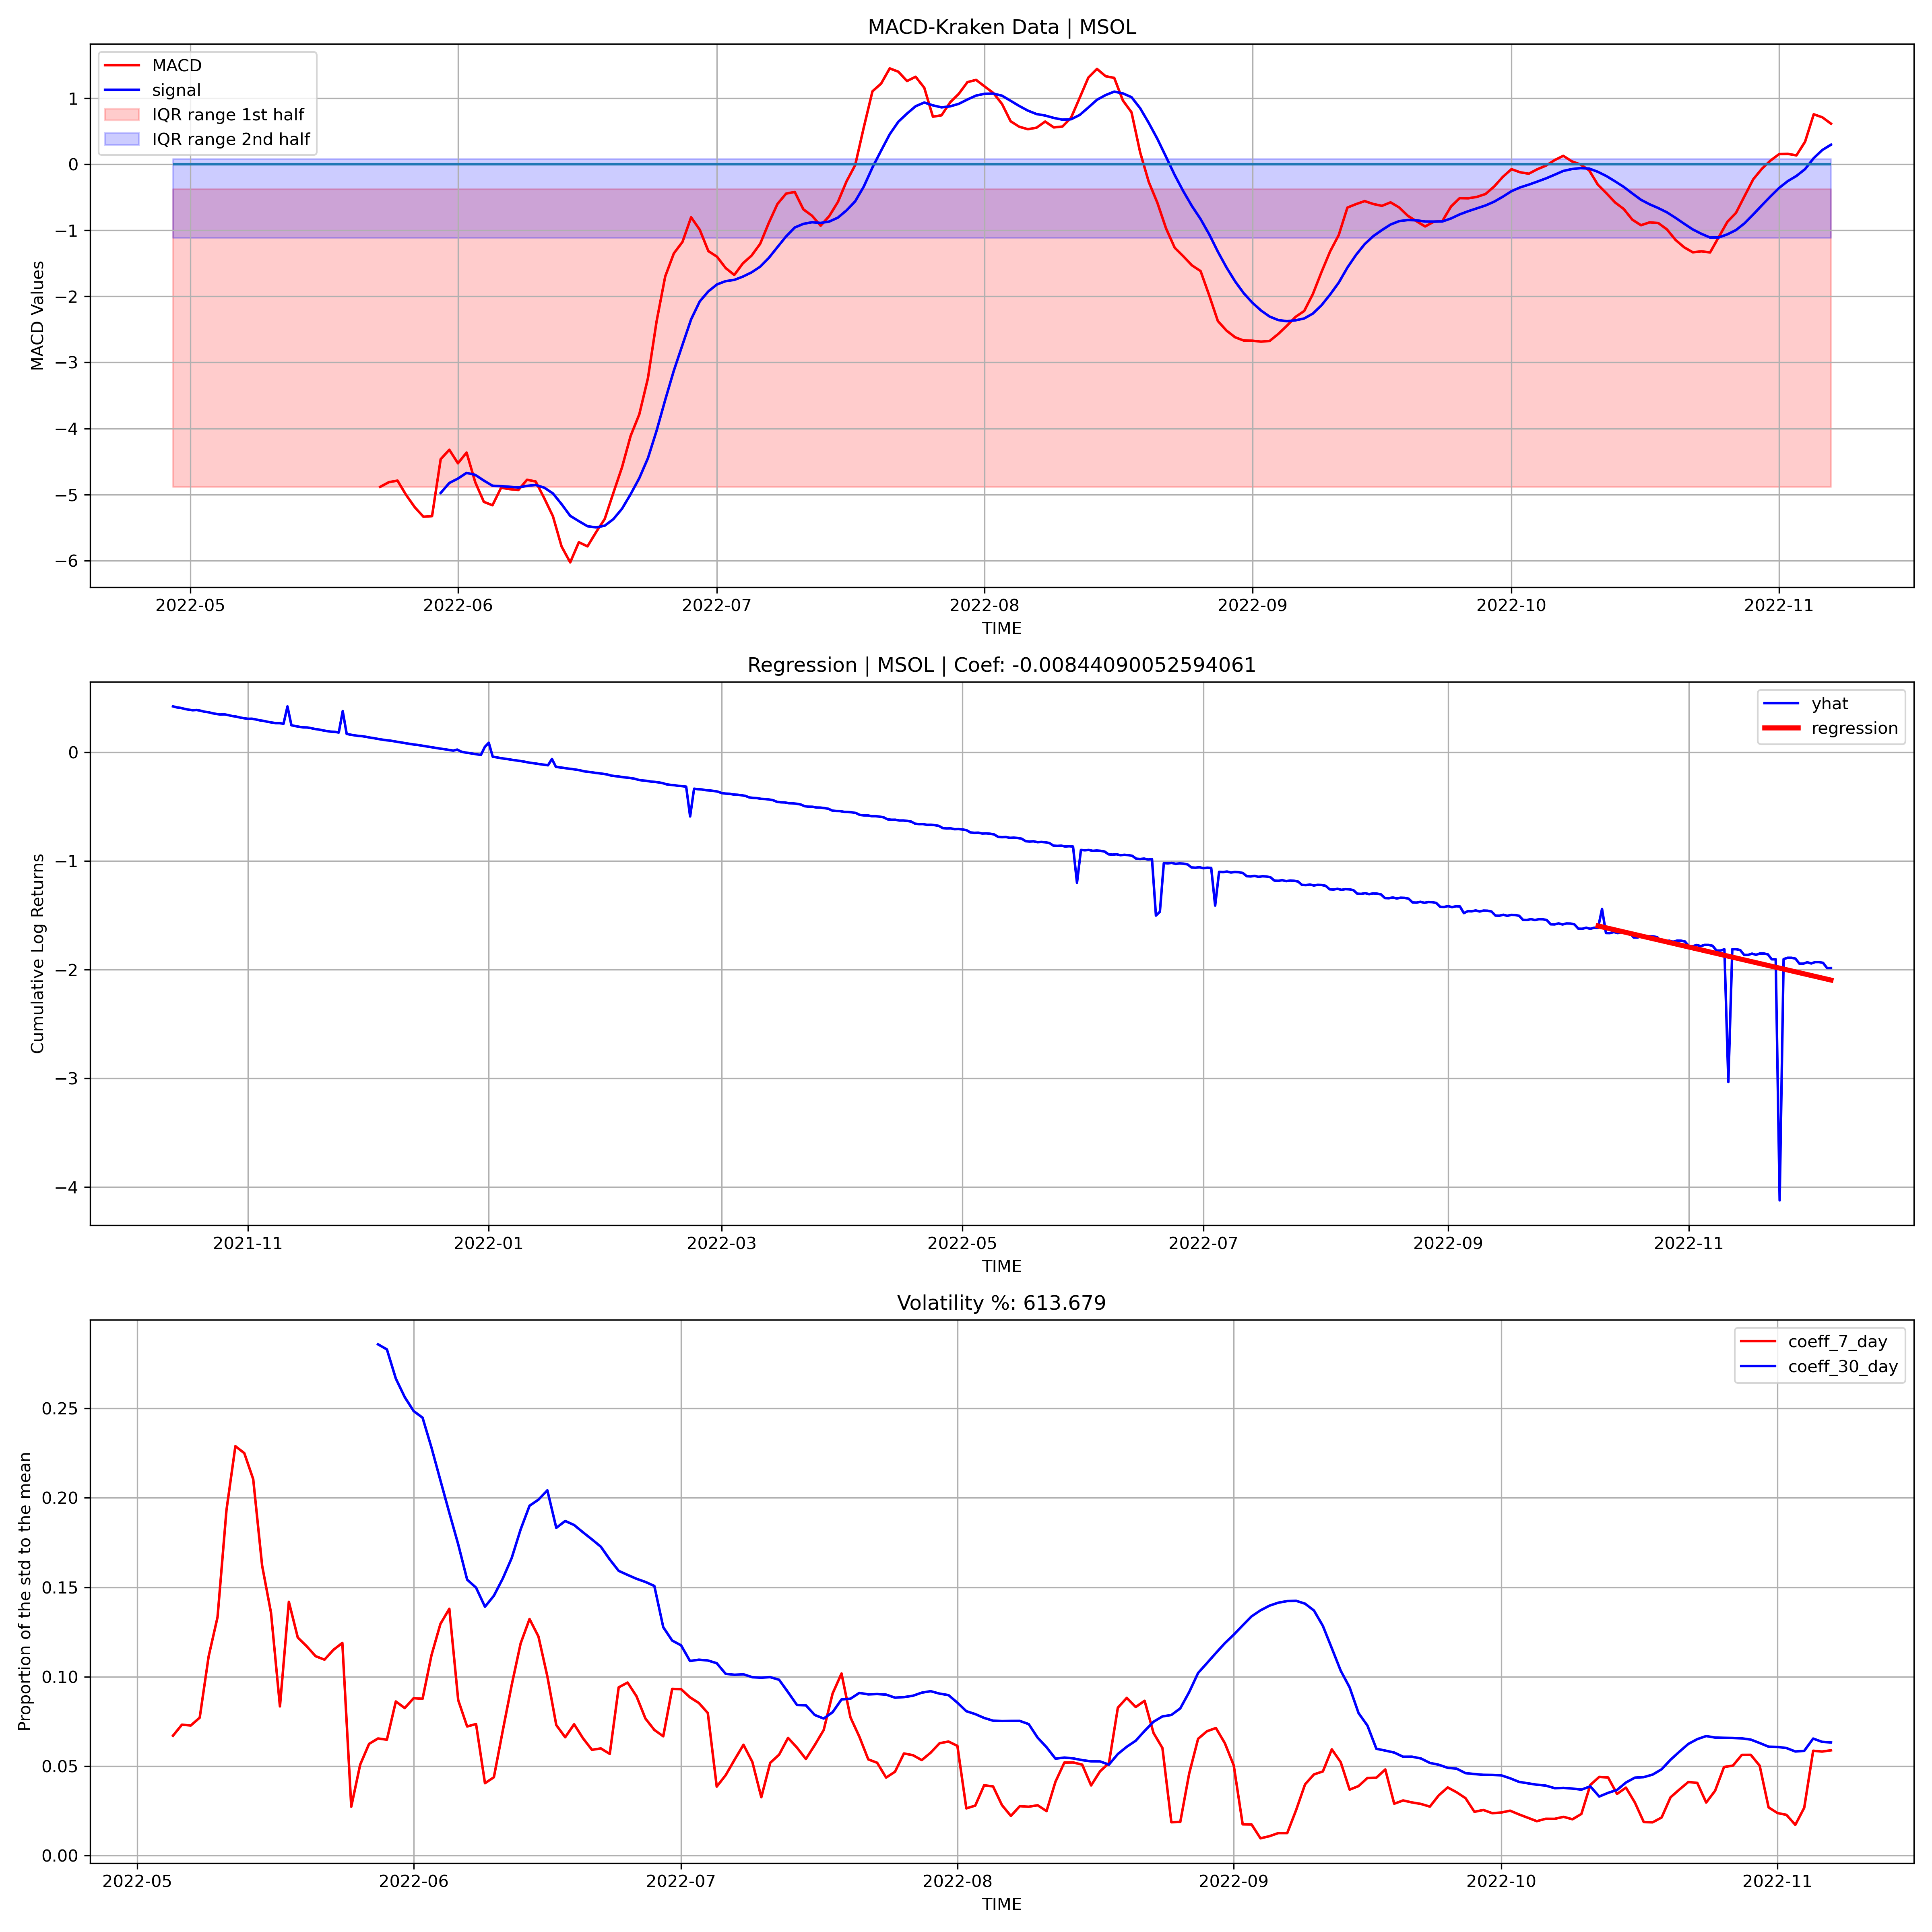 MACD-Kraken Data | MSOL
MACD
signal
IQR range 1st half
IQR range 2nd half
MACD Values
1
0
−1
−2
−3
−4
−5
−6
2022-05
2022-06
2022-07
2022-08
2022-09
2022-10
2022-11
TIME
Regression | MSOL | Coef: -0.00844090052594061
yhat
regression
Cumulative Log Returns
0
−1
−2
−3
−4
2021-11
2022-01
2022-03
2022-05
2022-07
2022-09
2022-11
TIME
Volatility %: 613.679
coeff_7_day
coeff_30_day
Proportion of the std to the mean
0.25
0.20
0.15
0.10
0.05
0.00
2022-05
2022-06
2022-07
2022-08
2022-09
2022-10
2022-11
TIME